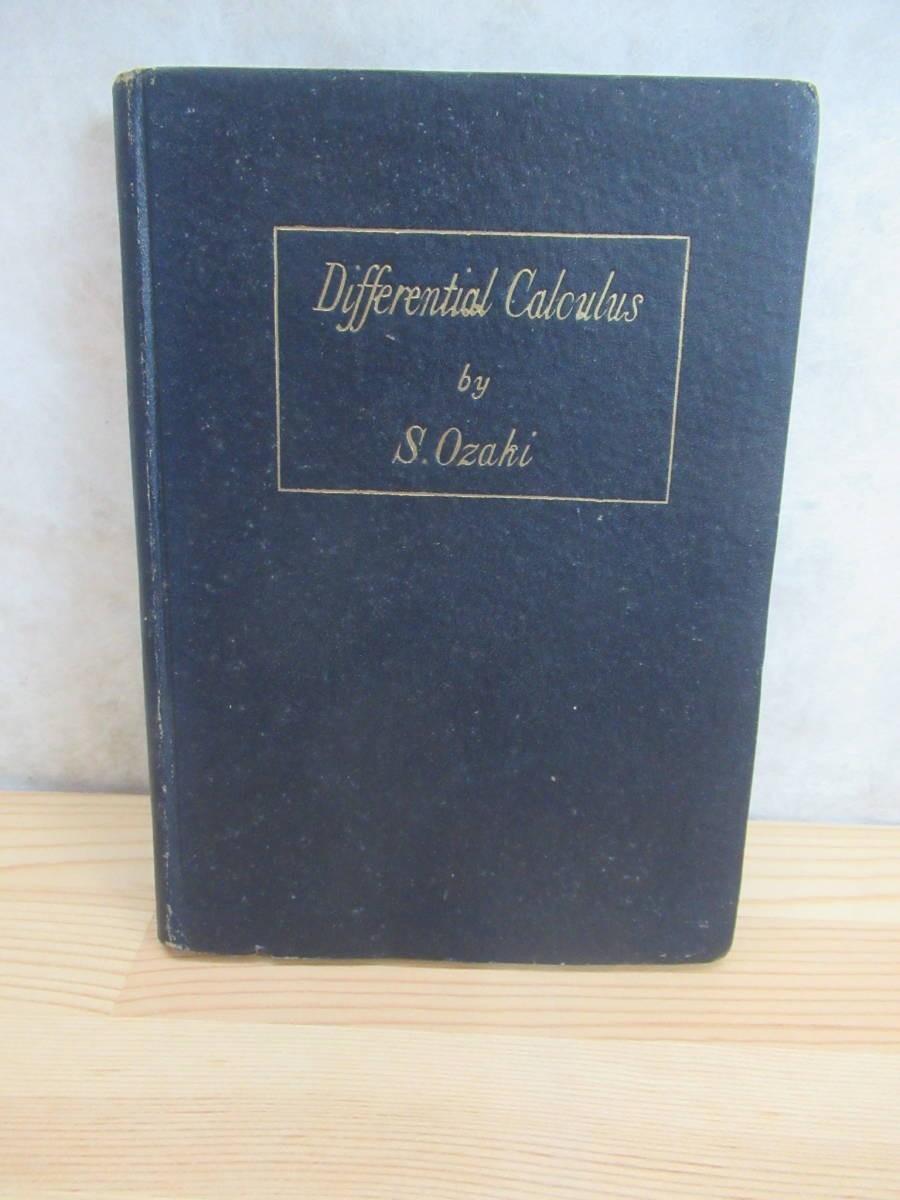 Differential Calculus
by
S. Ozaki